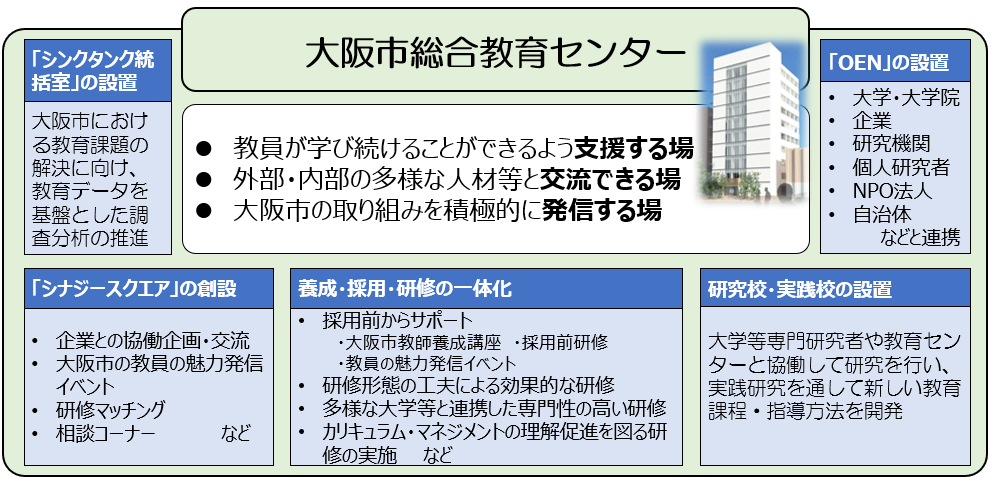 大阪市総合教育センター
「シンクタンク統
括室」の設置
大阪市におけ
る教育課題の
解決に向け、
教育データを
基盤とした調
査分析の推進
● 教員が学び続けることができるよう支援する場
● 外部・内部の多様な人材等と交流できる場
● 大阪市の取り組みを積極的に発信する場
「OEN」の設置
• 大学・大学院
• 企業
• 研究機関
• 個人研究者
• NPO法人
• 自治体
などと連携
「シナジースクエア」の創設
• 企業との協働企画・交流
• 大阪市の教員の魅力発信
イベント
• 研修マッチング
• 相談コーナー など
養成・採用・研修の一体化
• 採用前からサポート
・大阪市教師養成講座 ・採用前研修
・教員の魅力発信イベント
• 研修形態の工夫による効果的な研修
• 多様な大学等と連携した専門性の高い研修
• カリキュラム・マネジメントの理解促進を図る研
修の実施 など
研究校・実践校の設置
大学等専門研究者や教育セン
ターと協働して研究を行い、
実践研究を通して新しい教育
課程・指導方法を開発